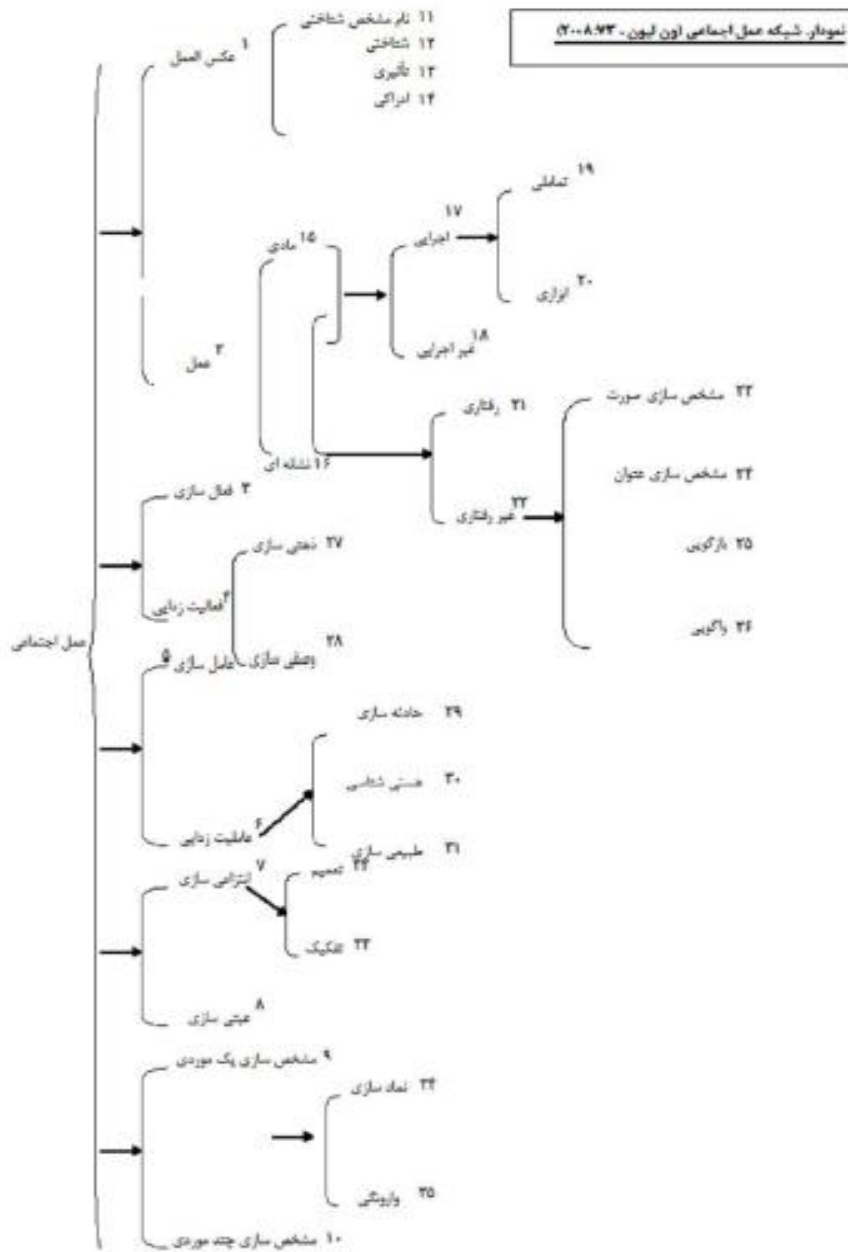 نمودار. شبکه عمل اجتماعی (ون لیون، ۲۰۰۸:۷۳)
۱۱ نام مشخص شناختی
۱۲ شناختی
۱۳ تأثیری
۱۴ ادراکی
۱ عکس العمل
۱۹ تعاملی
۱۷ اجرایی
۱۵ مادی
۲۰ ابزاری
۱۸ غیر اجرایی
۲ عمل
۲۱ رفتاری
۲۳ مشخص سازی صورت
۱۶ نشانه ای
۲۴ مشخص سازی عنوان
۳ فعال سازی
۲۲ غیر رفتاری
۲۷ ذهنی سازی
۲۵ بازگویی
۴ فعالیت زدایی
۲۶ واگویی
عمل اجتماعی
۲۸ وصفی سازی
۵ عامل سازی
۲۹ حادثه سازی
۳۰ هستی شناسی
۶ عاملیت زدایی
۳۱ طبیعی سازی
۷ انتزاعی سازی
تعمیم
۳۳ تفکیک
۸ عینی سازی
۹ مشخص سازی یک موردی
۳۴ نماد سازی
۳۵ وارونگی
۱۰ مشخص سازی چند موردی